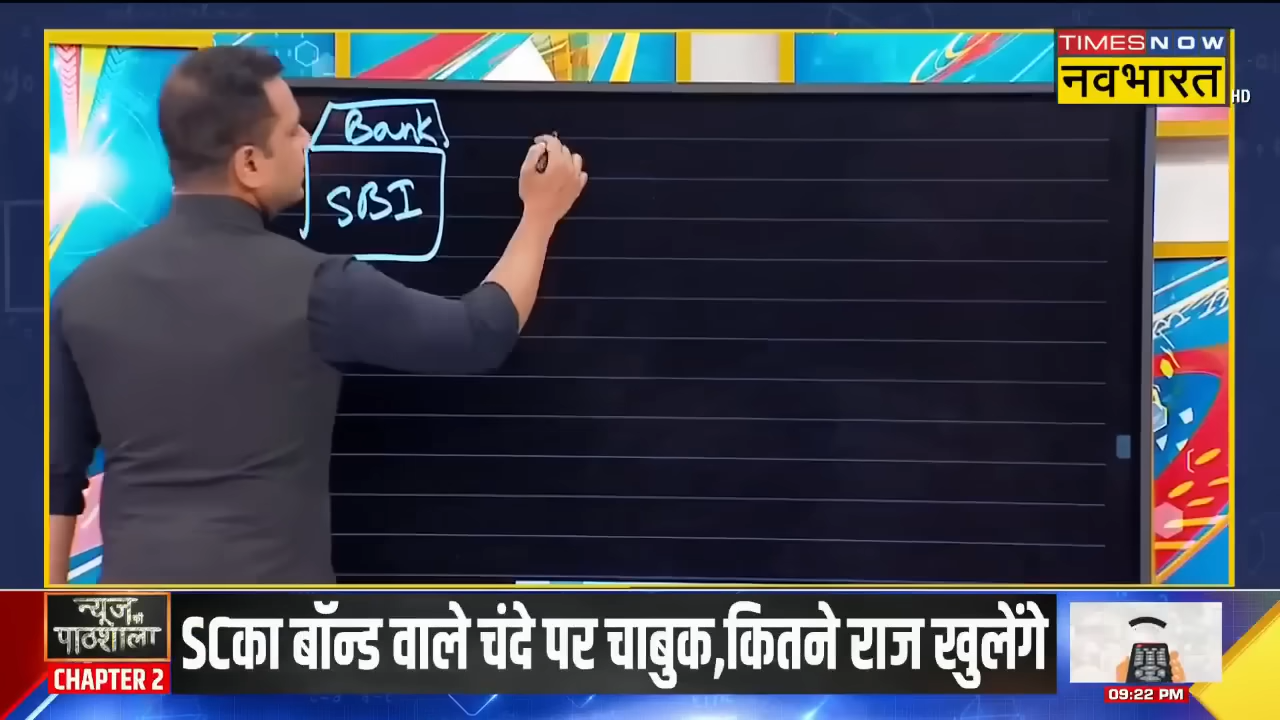 TIMES NOW
नवभारत
HD
Bank
SBI
न्यूज़ की
पाठशाला
CHAPTER 2
SCका बॉन्ड वाले चंदे पर चाबुक,कितने राज खुलेंगे
09:22 PM